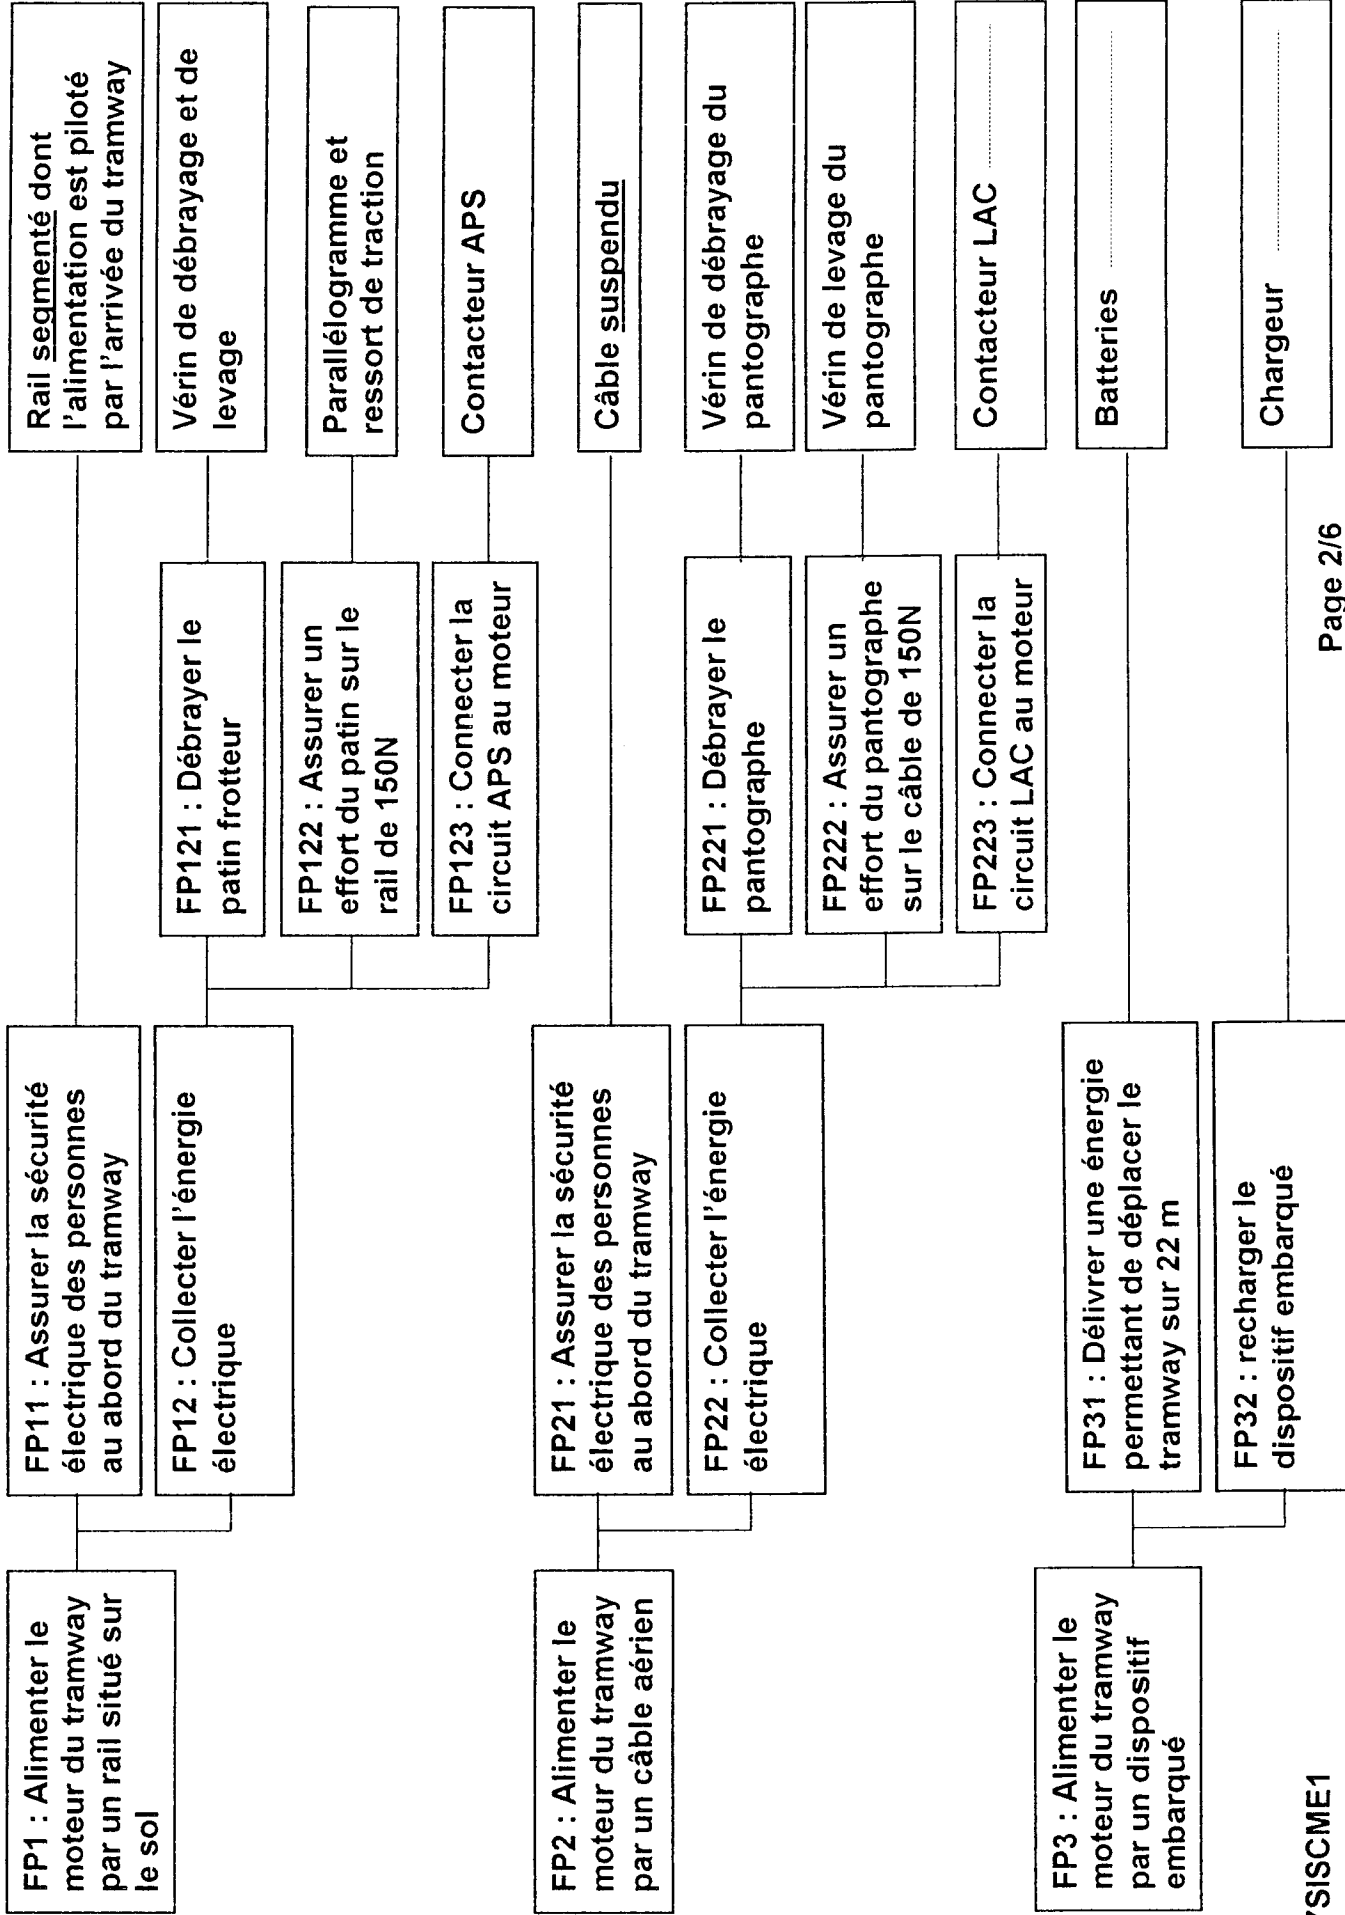 FP1 : Alimenter le
moteur du tramway
par un rail situé sur
le sol
FP11 : Assurer la sécurité
électrique des personnes
au abord du tramway
Rail segmenté dont
l'alimentation est piloté
par l'arrivée du tramway
FP12 : Collecter l'énergie
électrique
FP121 : Débrayer le
patin frotteur
Vérin de débrayage et de
levage
FP122 : Assurer un
effort du patin sur le
rail de 150N
Parallélogramme et
ressort de traction
FP123 : Connecter la
circuit APS au moteur
Contacteur APS
FP2 : Alimenter le
moteur du tramway
par un câble aérien
FP21 : Assurer la sécurité
électrique des personnes
au abord du tramway
Câble suspendu
FP22 : Collecter l'énergie
électrique
FP221 : Débrayer le
pantographe
Vérin de débrayage du
pantographe
FP222 : Assurer un
effort du pantographe
sur le câble de 150N
Vérin de levage du
pantographe
FP223 : Connecter la
circuit LAC au moteur
Contacteur LAC
FP3 : Alimenter le
moteur du tramway
par un dispositif
embarqué
FP31 : Délivrer une énergie
permettant de déplacer le
tramway sur 22 m
Batteries
FP32 : recharger le
dispositif embarqué
Chargeur
YSISCME1
Page 2/6